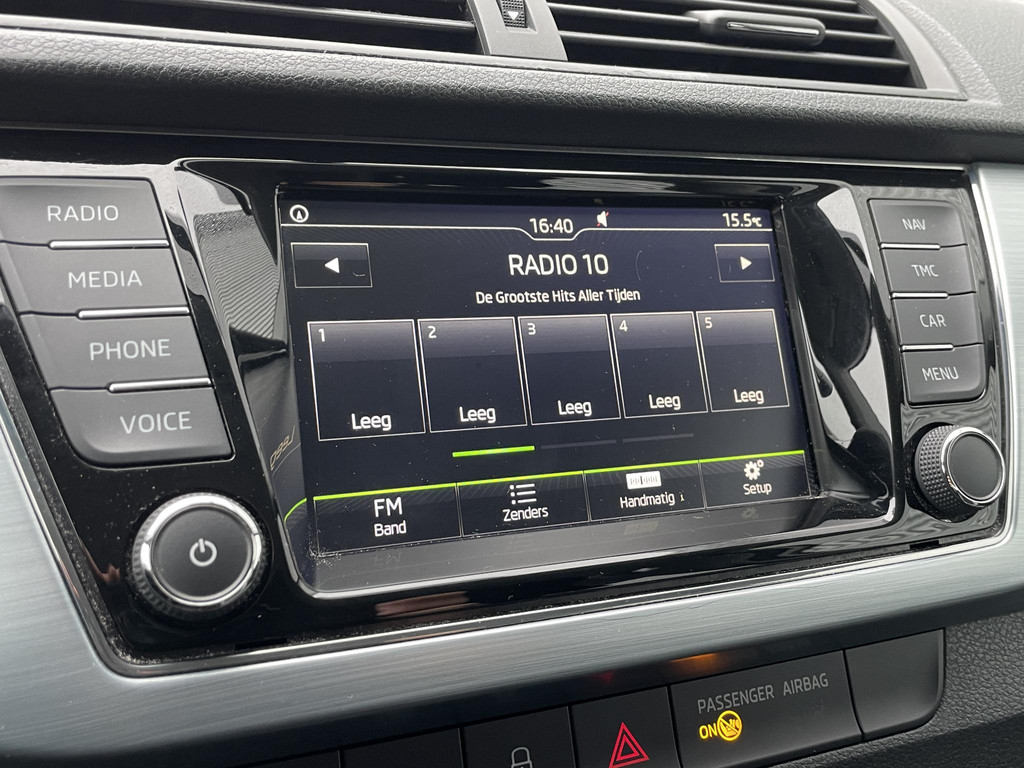 RADIO
MEDIA
PHONE
VOICE
16:40
15.5°C
RADIO 10
De Grootste Hits Aller Tijden
1
2
3
4
5
Leeg
Leeg
Leeg
Leeg
Leeg
FM
Band
Zenders
Handmatig i
Setup
NAV
TMC
CAR
MENU
PASSENGER AIRBAG
ON